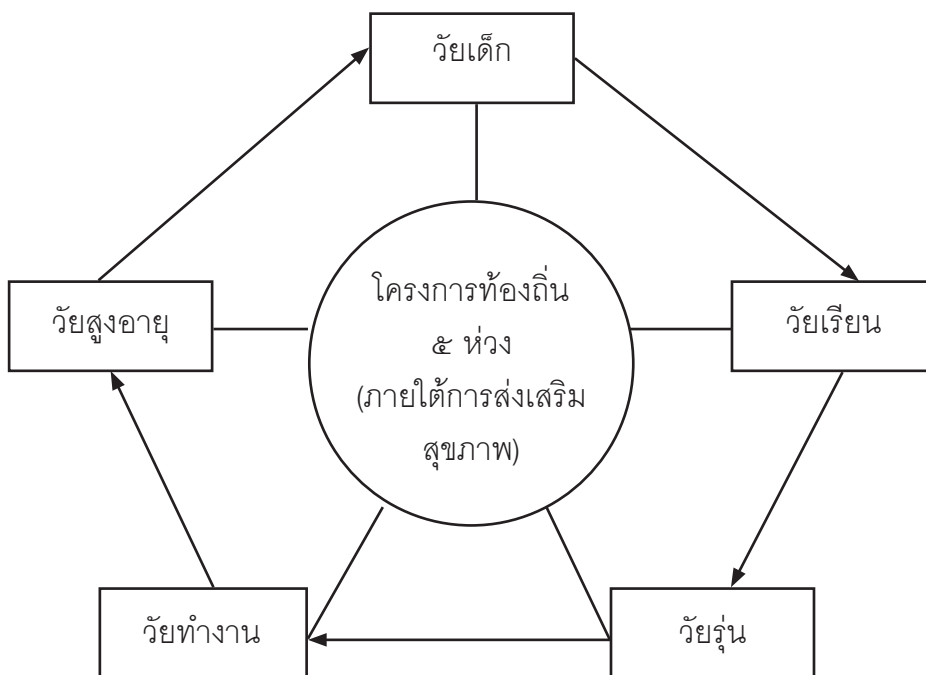 วัยเด็ก
วัยสูงอายุ
โครงการท้องถิ่น
๕ ห่วง
(ภายใต้การส่งเสริม
สุขภาพ)
วัยเรียน
วัยทำงาน
วัยรุ่น